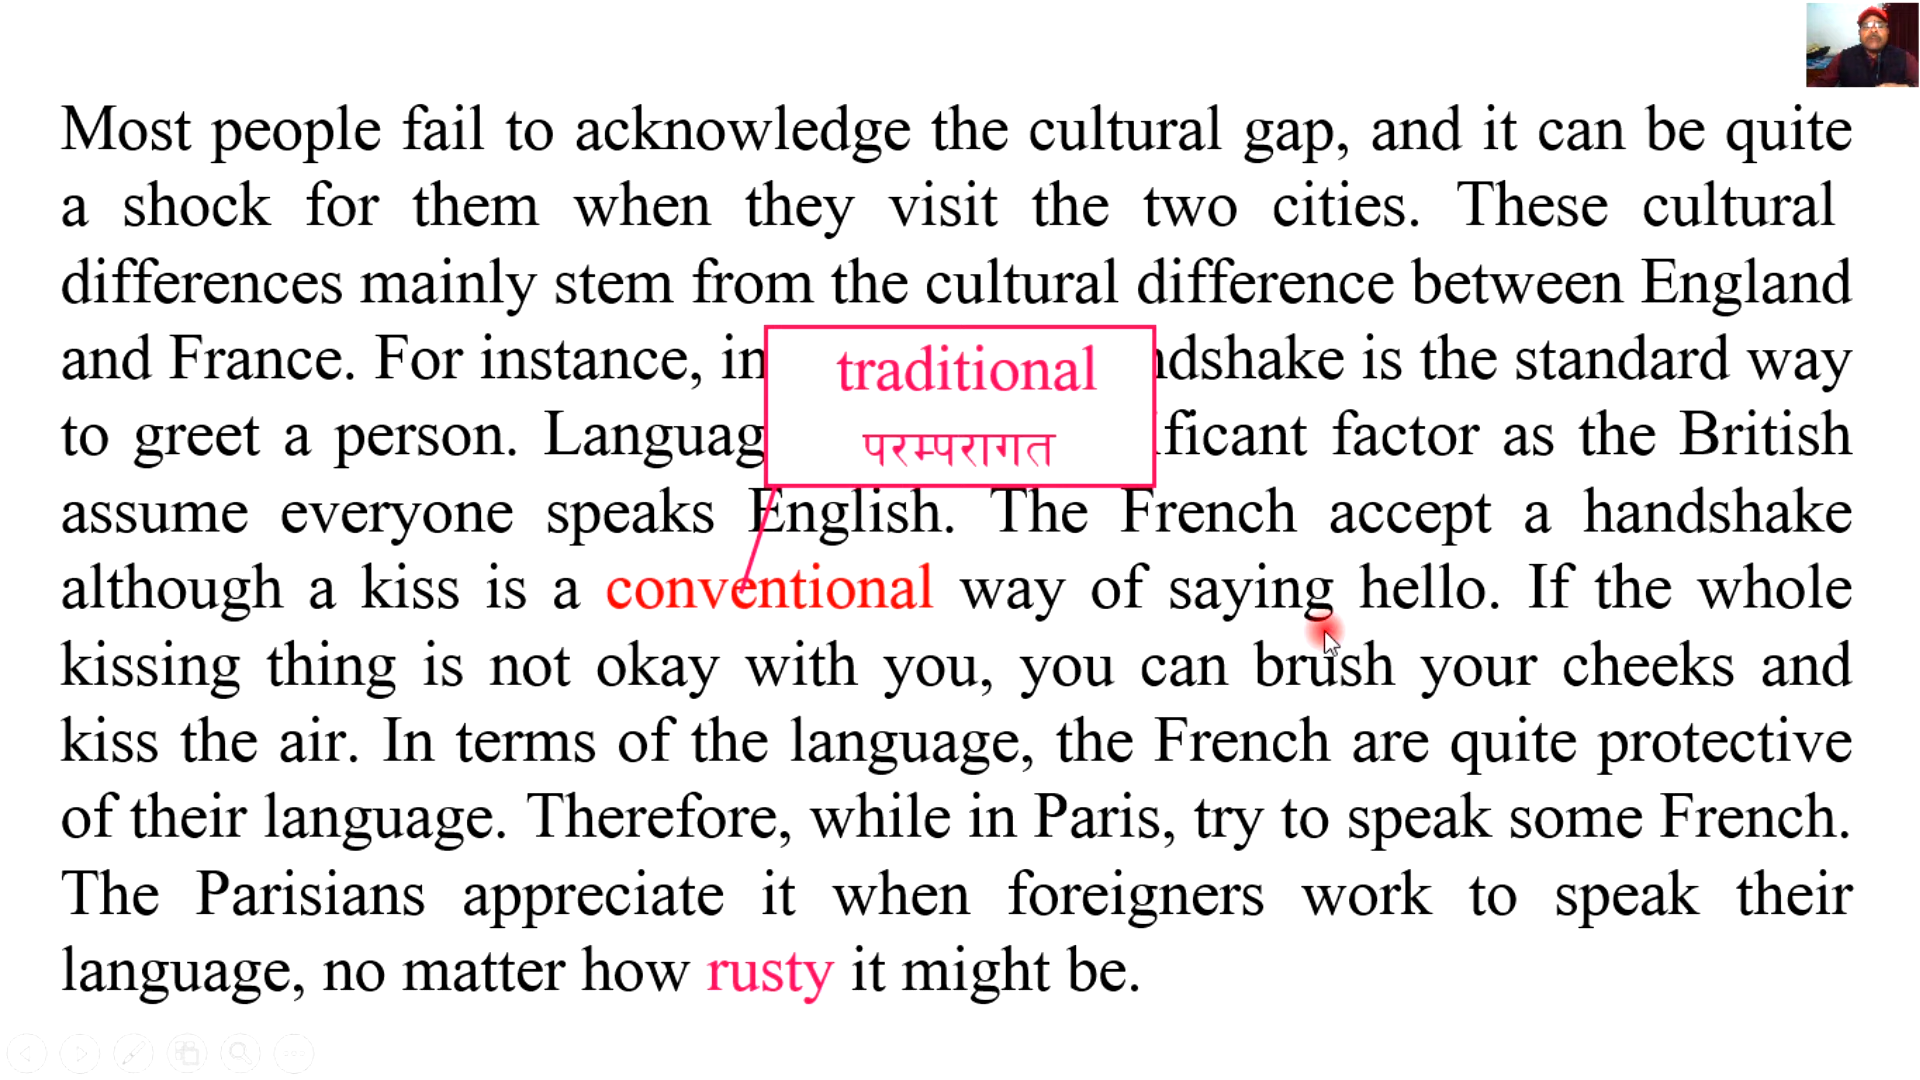 Most people fail to acknowledge the cultural gap, and it can be quite
a shock for them when they visit the two cities. These cultural
differences mainly stem from the cultural difference between England
and France. For instance, in is the standard way
traditional
to greet a person. factor as the British
परम्परागत
assume everyone speaks English. The French accept a handshake
although a kiss is a conventional way of saying hello. If the whole
kissing thing is not okay with you, you can brush your cheeks and
kiss the air. In terms of the language, the French are quite protective
of their language. Therefore, while in Paris, try to speak some French.
The Parisians appreciate it when foreigners work to speak their
language, no matter how rusty it might be.